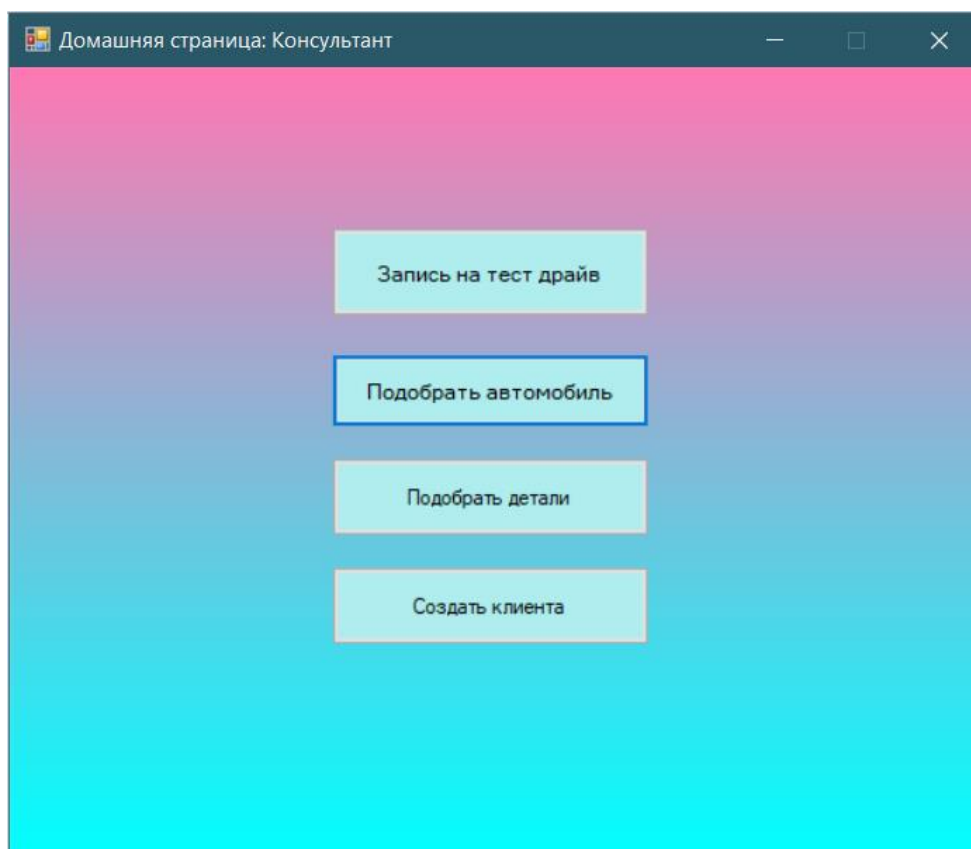 Домашняя страница: Консультант
Запись на тест драйв
Подобрать автомобиль
Подобрать детали
Создать клиента